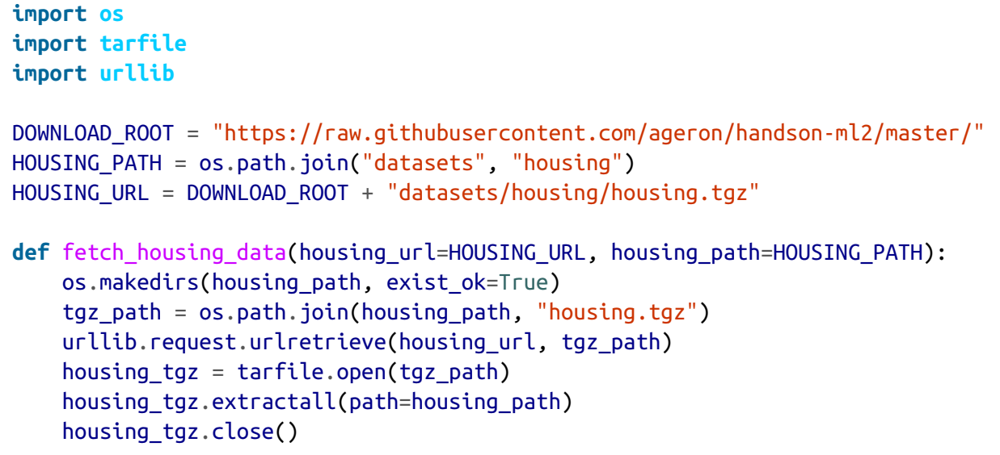 import os
import tarfile
import urllib

DOWNLOAD_ROOT = "https://raw.githubusercontent.com/ageron/handson-ml2/master/"
HOUSING_PATH = os.path.join("datasets", "housing")
HOUSING_URL = DOWNLOAD_ROOT + "datasets/housing/housing.tgz"

def fetch_housing_data(housing_url=HOUSING_URL, housing_path=HOUSING_PATH):
    os.makedirs(housing_path, exist_ok=True)
    tgz_path = os.path.join(housing_path, "housing.tgz")
    urllib.request.urlretrieve(housing_url, tgz_path)
    housing_tgz = tarfile.open(tgz_path)
    housing_tgz.extractall(path=housing_path)
    housing_tgz.close()